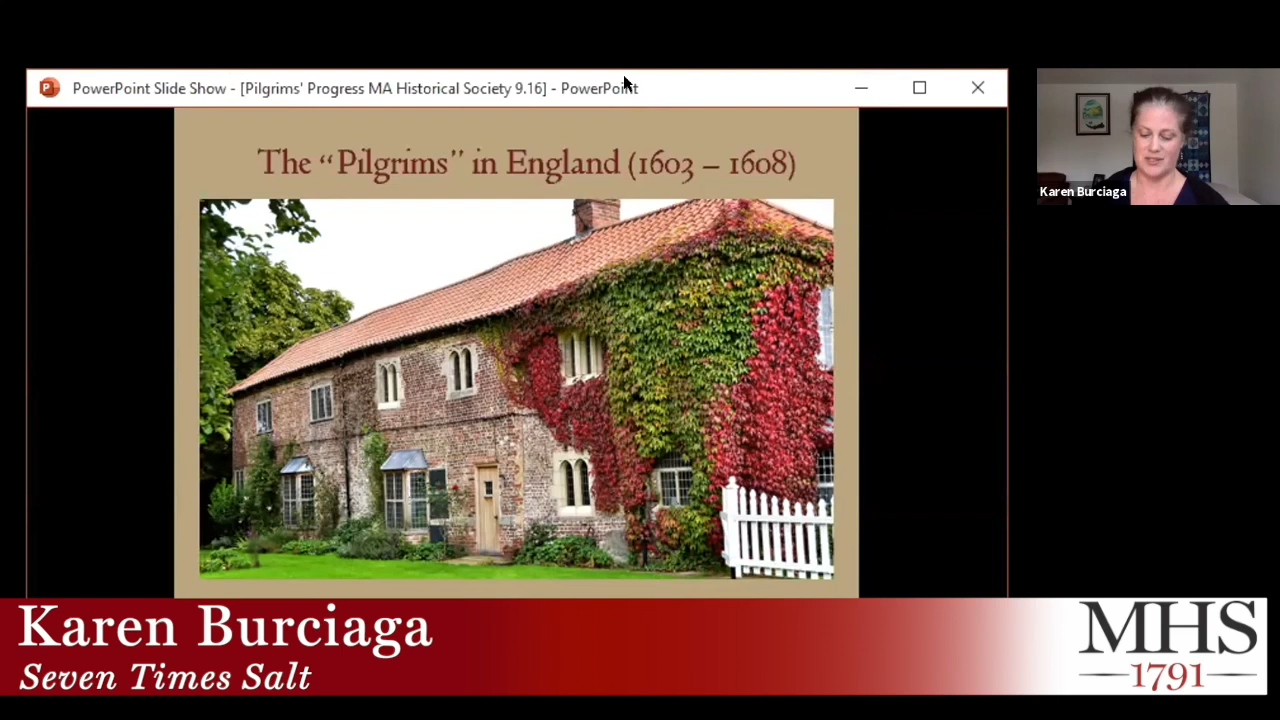 PowerPoint Slide Show - [Pilgrims' Progress MA Historical Society 9.16] - PowerPoint
The “Pilgrims” in England (1603 – 1608)
Karen Burciaga
Karen Burciaga
Seven Times Salt
MHS
1791